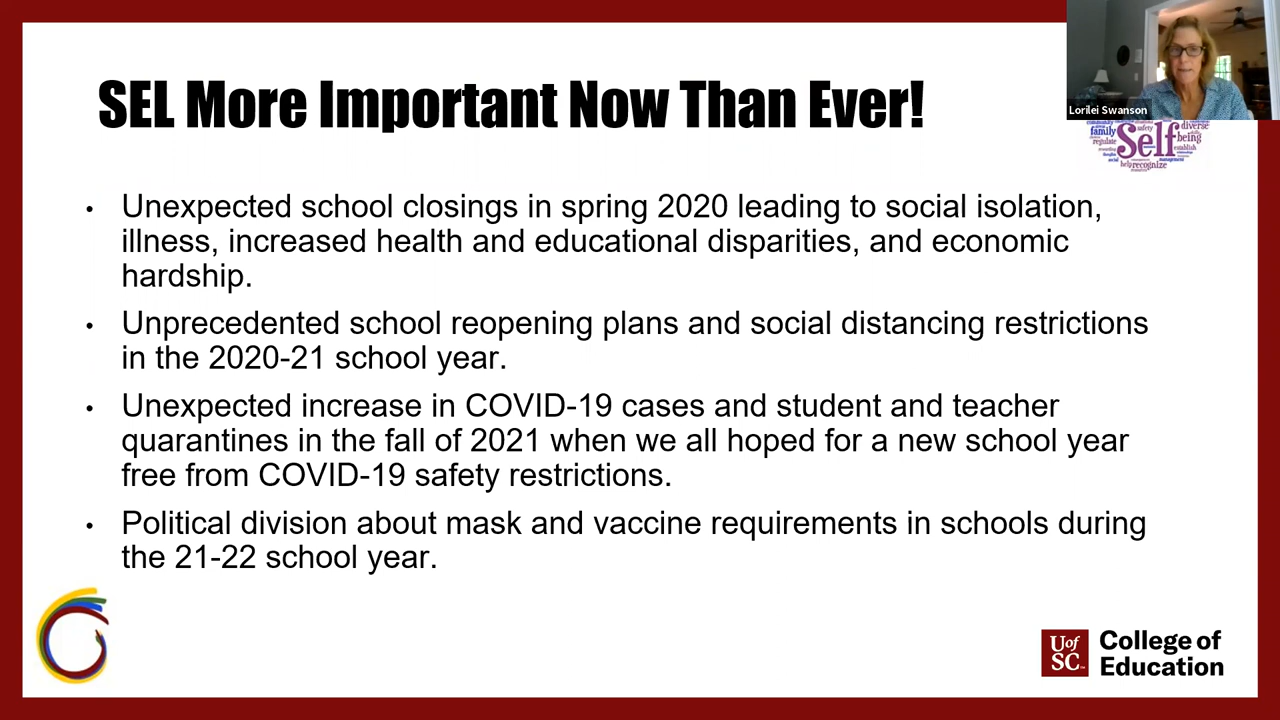 SEL More Important Now Than Ever!
Lorilei Swanson
family
diverse
regulate
Self
being
establish
recognize
• Unexpected school closings in spring 2020 leading to social isolation,
illness, increased health and educational disparities, and economic
hardship.
• Unprecedented school reopening plans and social distancing restrictions
in the 2020-21 school year.
• Unexpected increase in COVID-19 cases and student and teacher
quarantines in the fall of 2021 when we all hoped for a new school year
free from COVID-19 safety restrictions.
• Political division about mask and vaccine requirements in schools during
the 21-22 school year.
UofSC
College of
Education